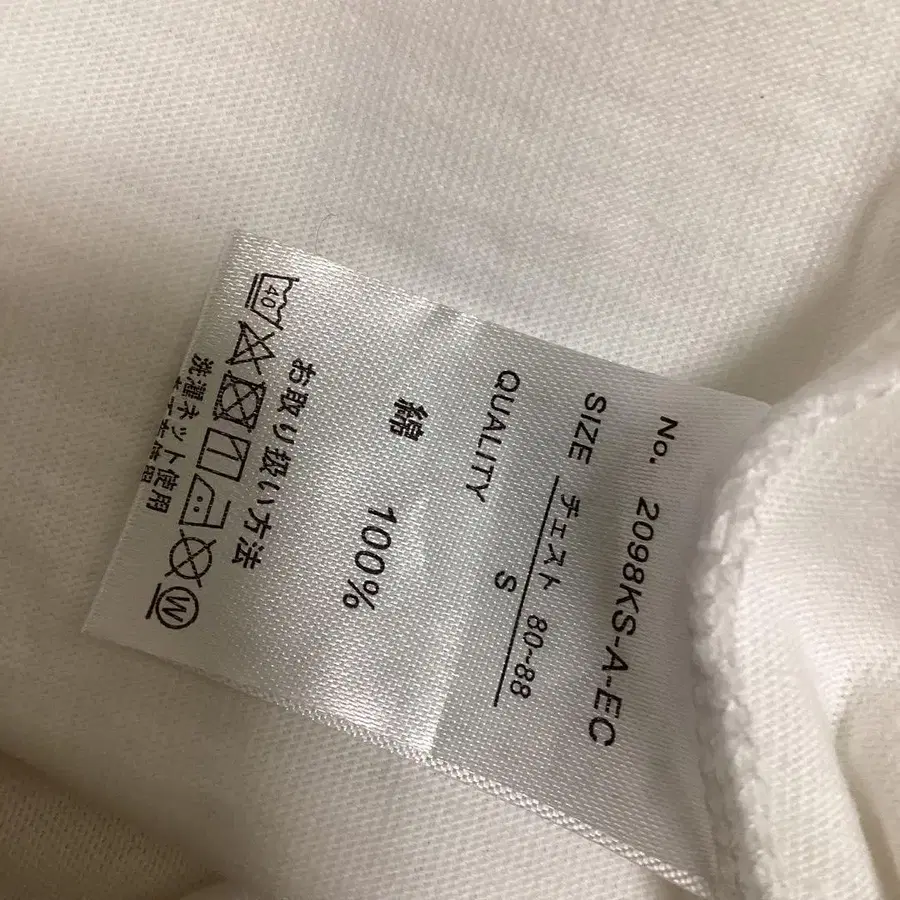 No. 2098KS-A-EC
SIZE チェスト 80-88
S
QUALITY
綿 100%
お取り扱い方法
40 W
洗濯ネット使用